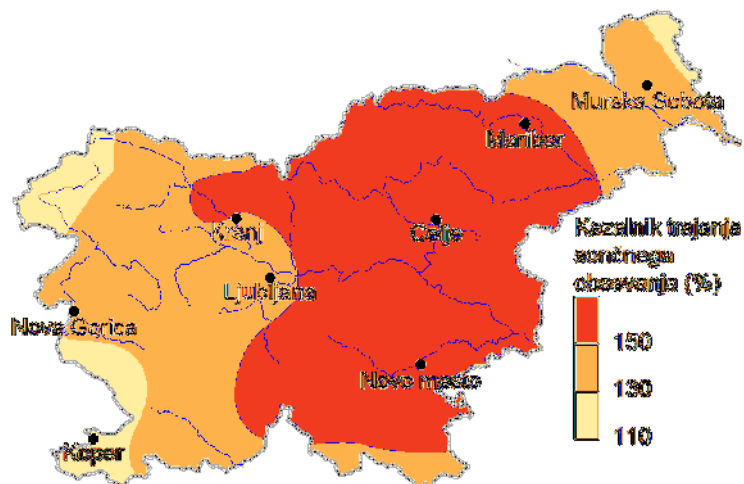 Murska Sobota
Maribor
Kranj
Celje
Ljubljana
Nova Gorica
Novo mesto
Koper
Kazalnik trajanja
sončnega
obsevanja (%)
150
130
110